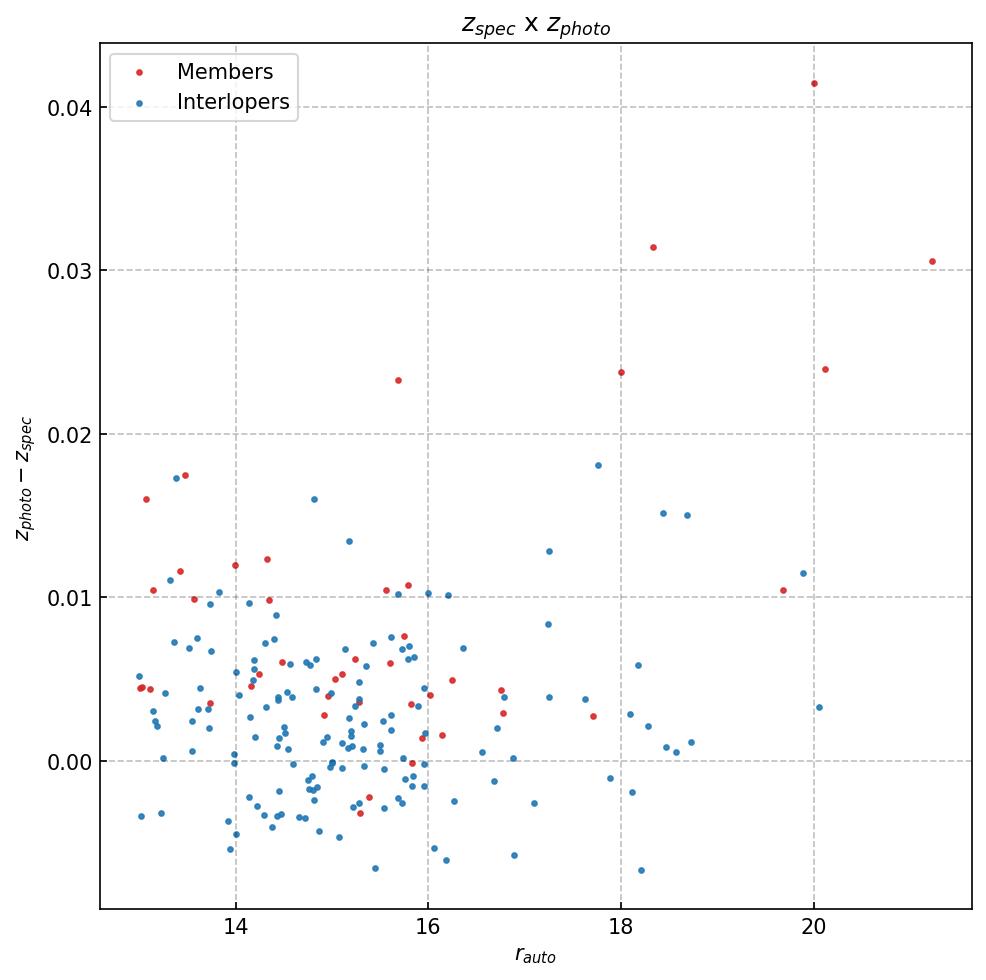 z_spec x z_photo
Members
Interlopers
0.04
0.03
0.02
0.01
0.00
z_photo − z_spec
14
16
18
20
r_auto